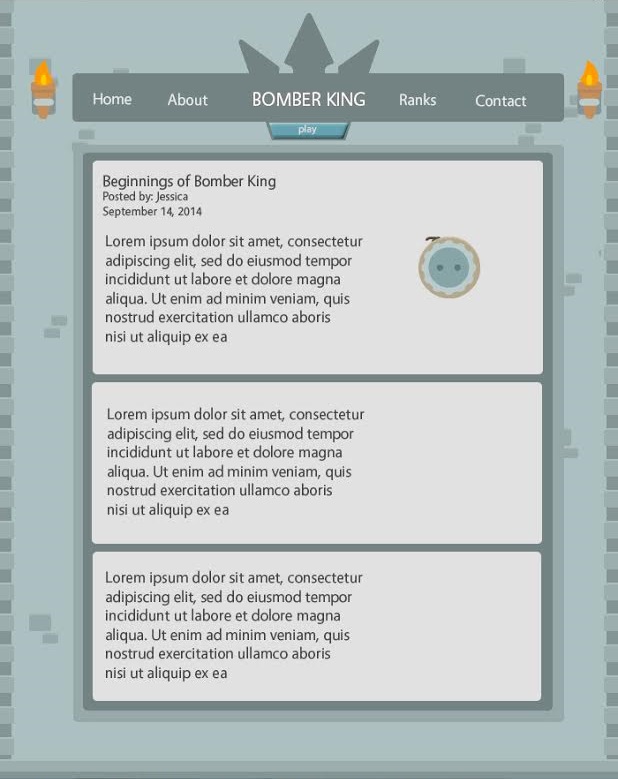 Home About BOMBER KING Ranks Contact
play
Beginnings of Bomber King
Posted by: Jessica
September 14, 2014
Lorem ipsum dolor sit amet, consectetur
adipiscing elit, sed do eiusmod tempor
incididunt ut labore et dolore magna
aliqua. Ut enim ad minim veniam, quis
nostrud exercitation ullamco aboris
nisi ut aliquip ex ea
Lorem ipsum dolor sit amet, consectetur
adipiscing elit, sed do eiusmod tempor
incididunt ut labore et dolore magna
aliqua. Ut enim ad minim veniam, quis
nostrud exercitation ullamco aboris
nisi ut aliquip ex ea
Lorem ipsum dolor sit amet, consectetur
adipiscing elit, sed do eiusmod tempor
incididunt ut labore et dolore magna
aliqua. Ut enim ad minim veniam, quis
nostrud exercitation ullamco aboris
nisi ut aliquip ex ea